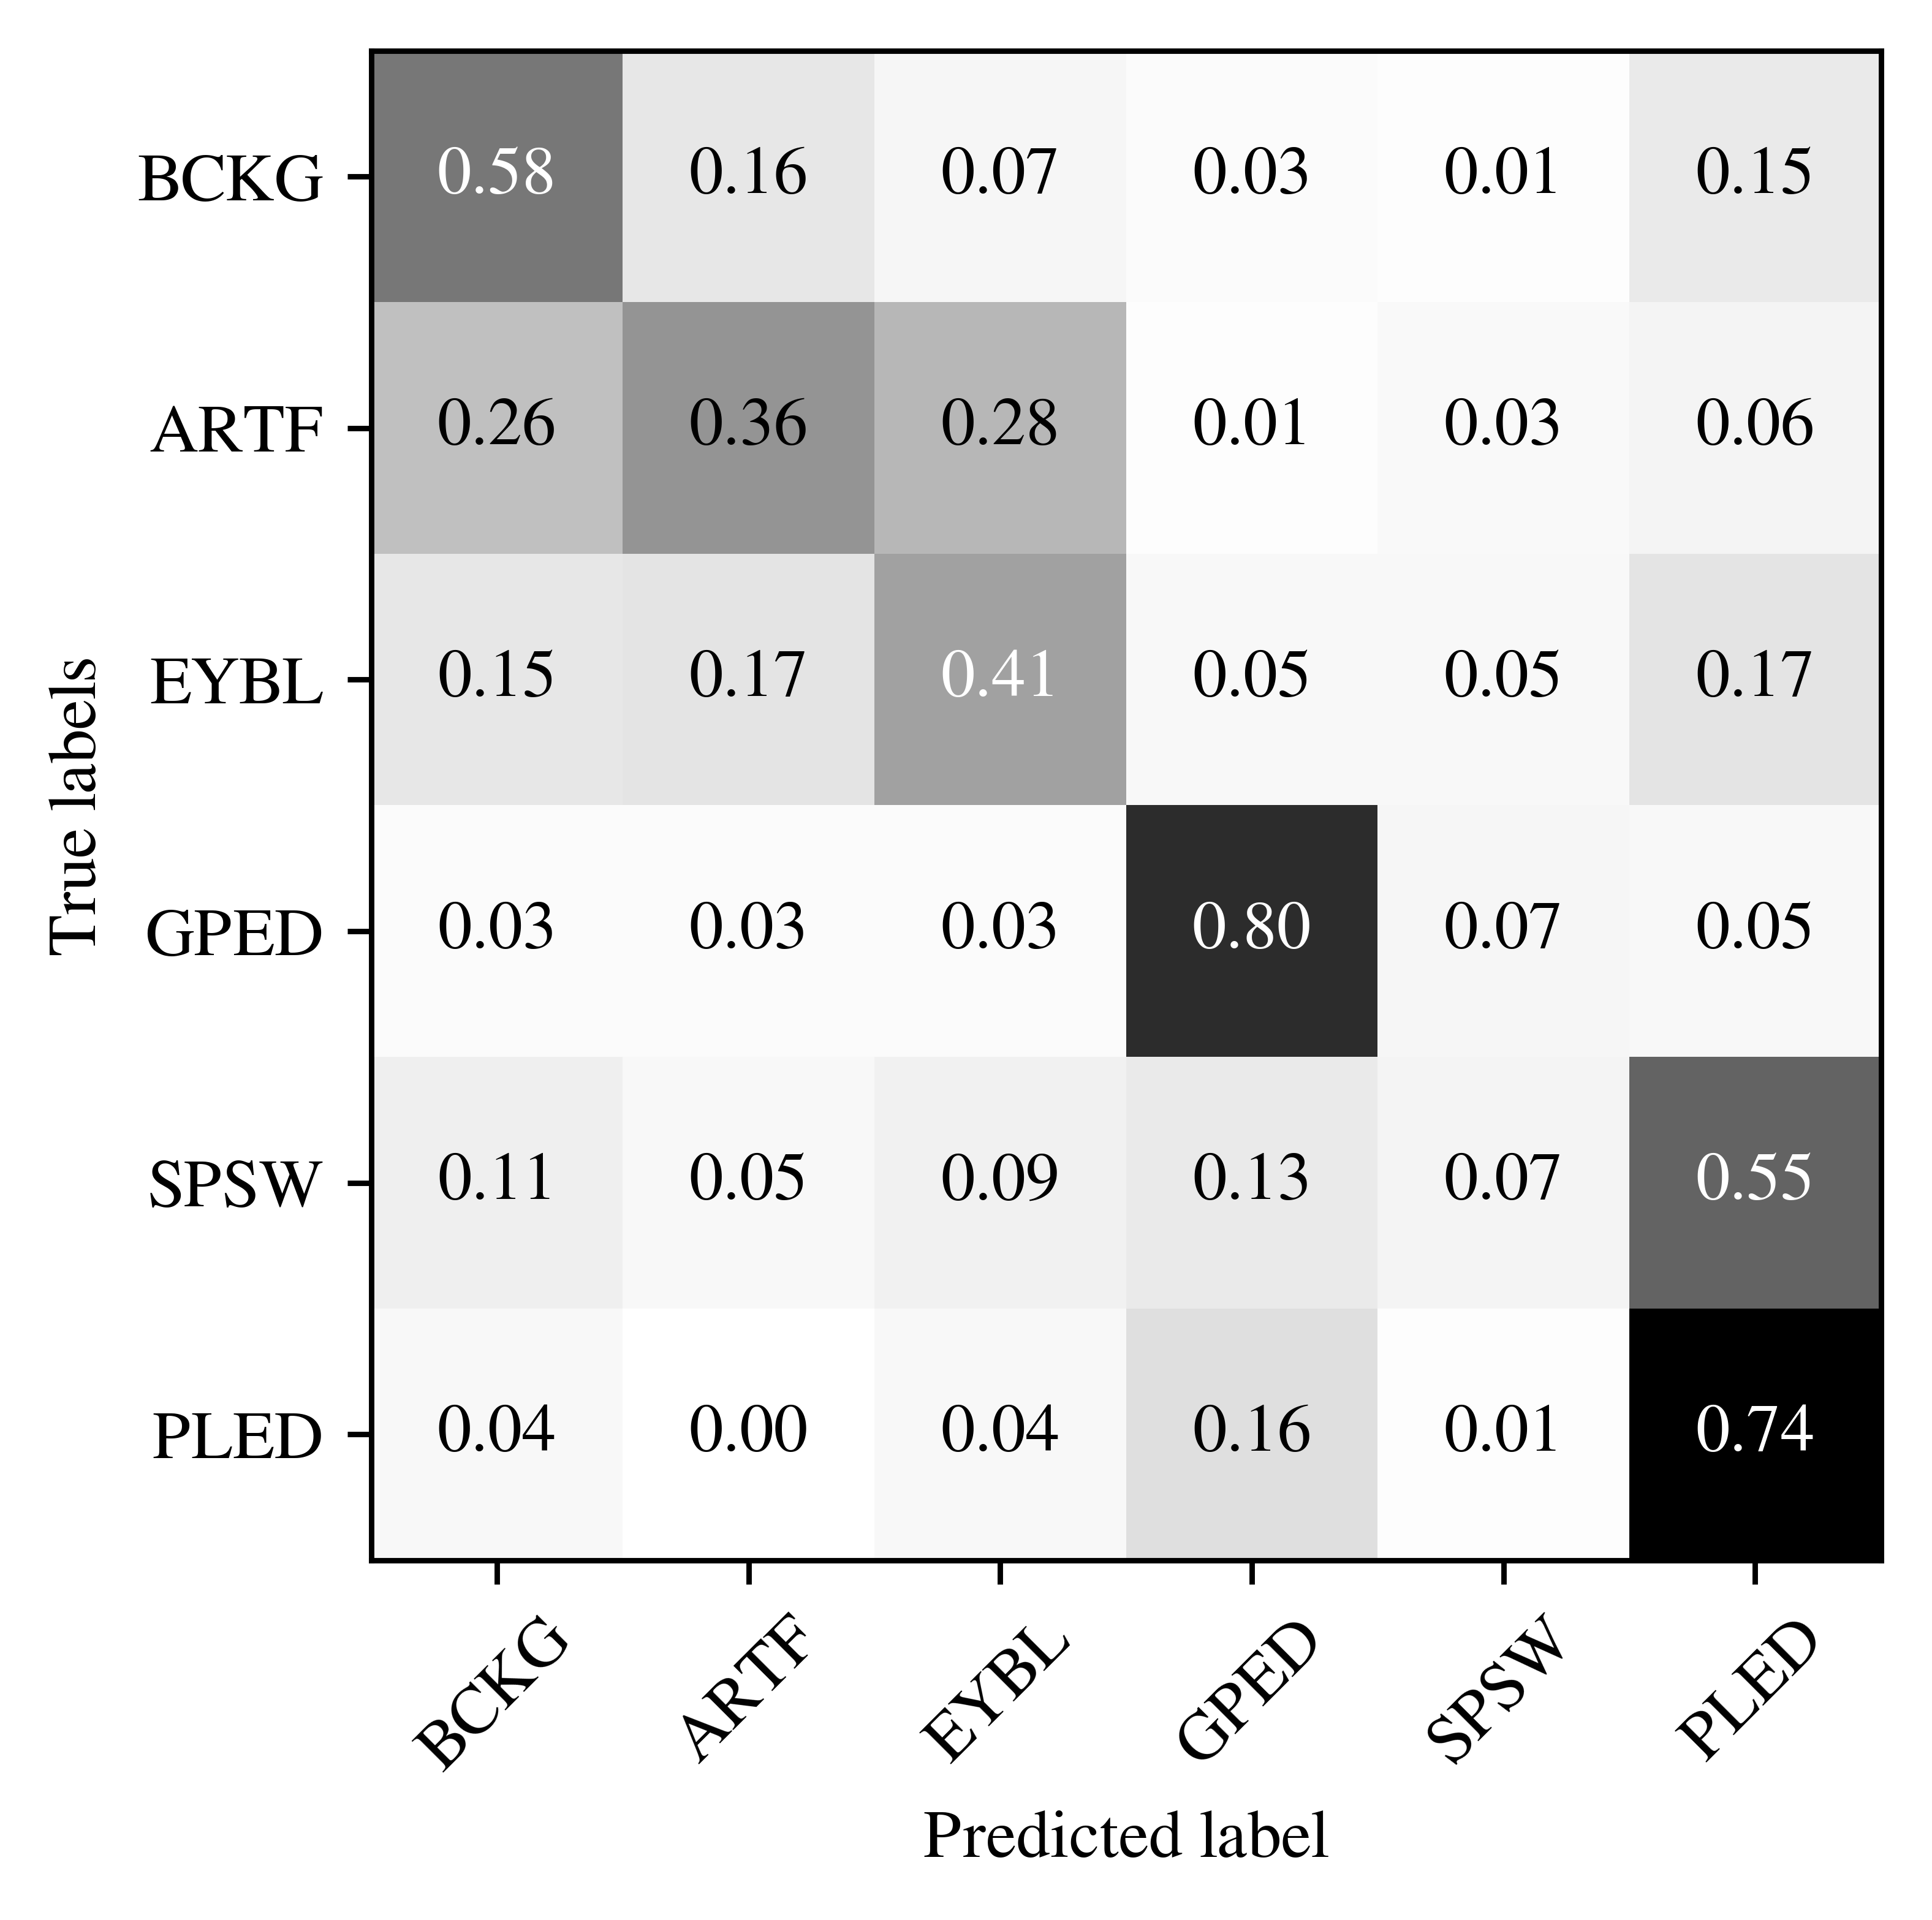 BCKG 0.58 0.16 0.07 0.03 0.01 0.15
ARTF 0.26 0.36 0.28 0.01 0.03 0.06
EYBL 0.15 0.17 0.41 0.05 0.05 0.17
GPED 0.03 0.03 0.03 0.80 0.07 0.05
SPSW 0.11 0.05 0.09 0.13 0.07 0.55
PLED 0.04 0.00 0.04 0.16 0.01 0.74
True labels
BCKG ARTF EYBL GPED SPSW PLED
Predicted label